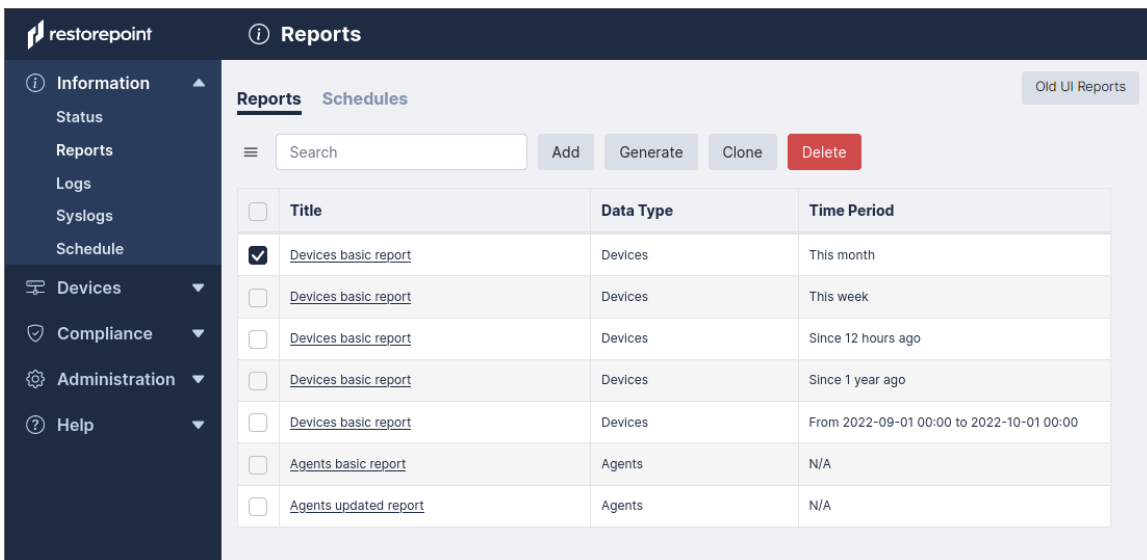 restorepoint
Reports
Information
Status
Reports
Logs
Syslogs
Schedule
Devices
Compliance
Administration
Help
Reports Schedules
Old UI Reports
Search Add Generate Clone Delete
Title Data Type Time Period
Devices basic report Devices This month
Devices basic report Devices This week
Devices basic report Devices Since 12 hours ago
Devices basic report Devices Since 1 year ago
Devices basic report Devices From 2022-09-01 00:00 to 2022-10-01 00:00
Agents basic report Agents N/A
Agents updated report Agents N/A